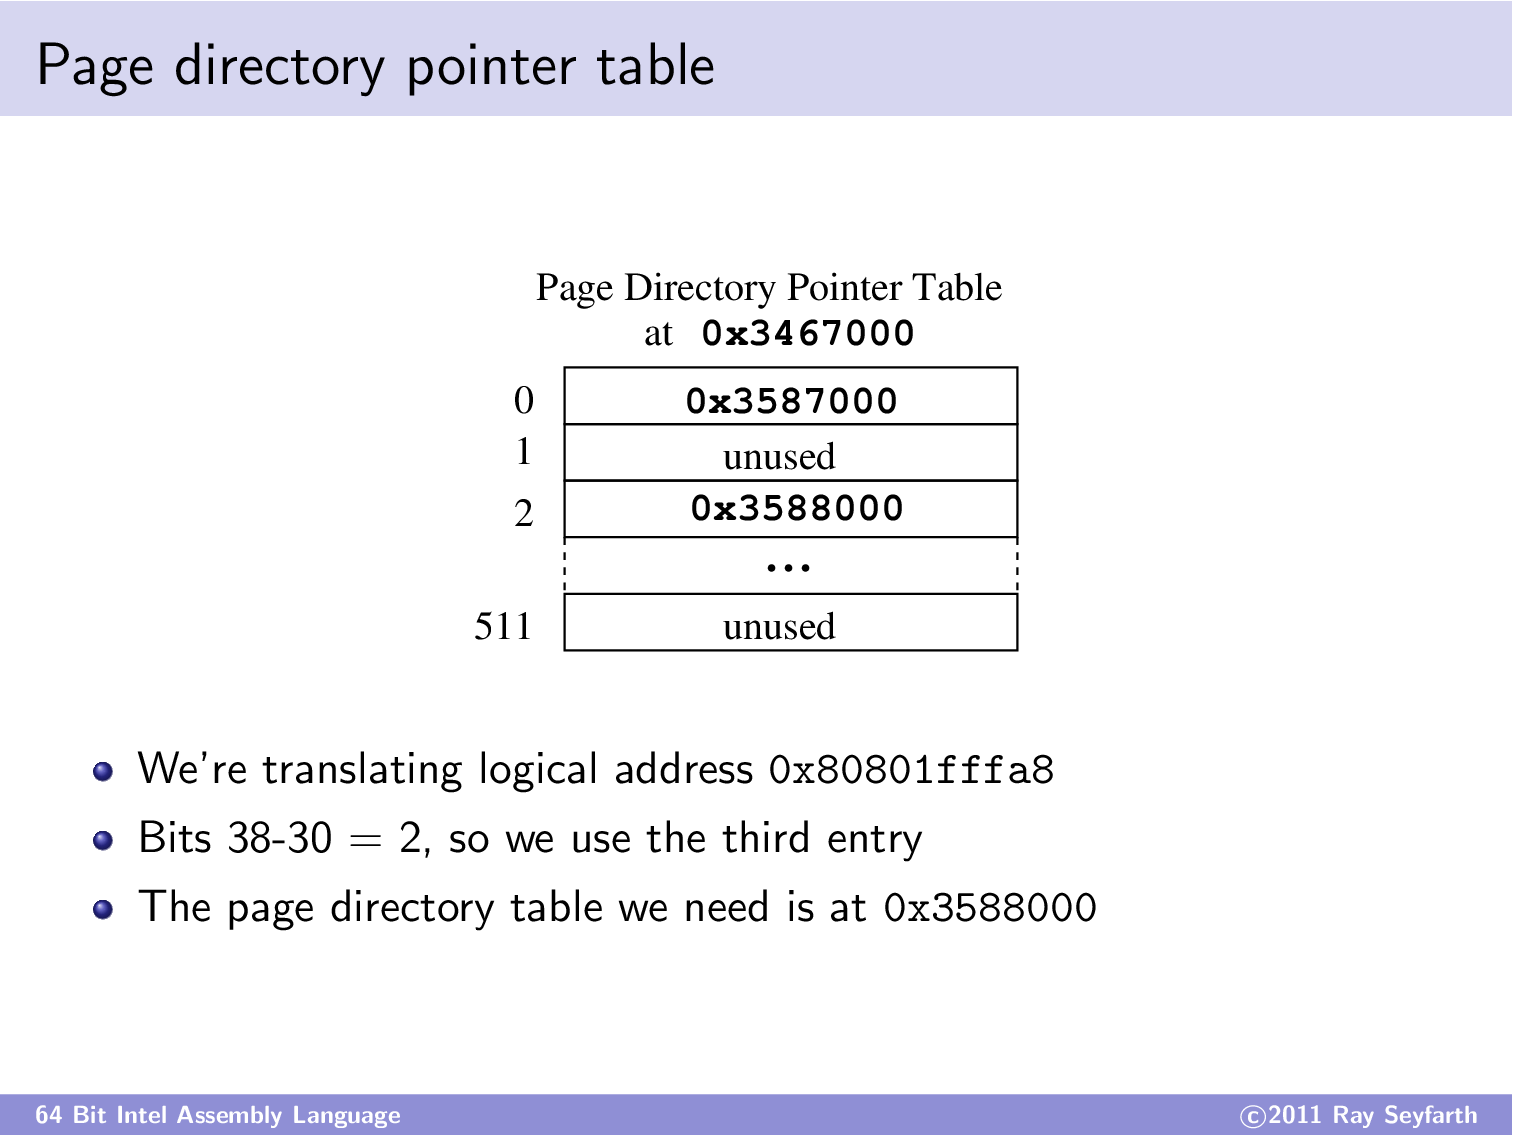 Page directory pointer table
Page Directory Pointer Table
at 0x3467000
0 0x3587000
1 unused
2 0x3588000
...
511 unused
We're translating logical address 0x80801fffa8
Bits 38-30 = 2, so we use the third entry
The page directory table we need is at 0x3588000
64 Bit Intel Assembly Language
©2011 Ray Seyfarth